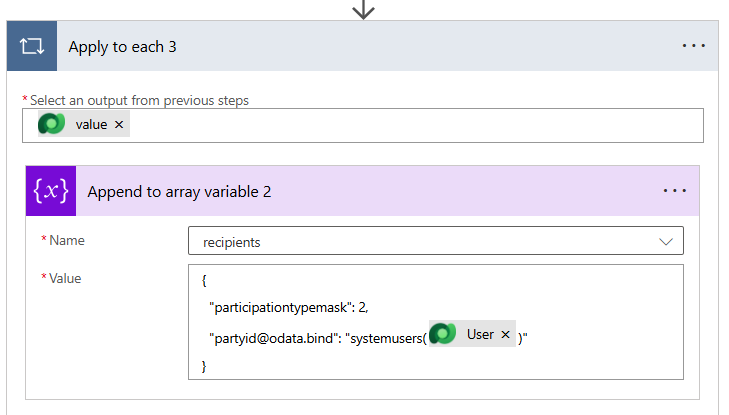 Apply to each 3
...
* Select an output from previous steps
value ×
{x} Append to array variable 2
...
* Name
recipients
* Value
{
"participationtypemask": 2,
"partyid@odata.bind": "systemusers( User × )"
}